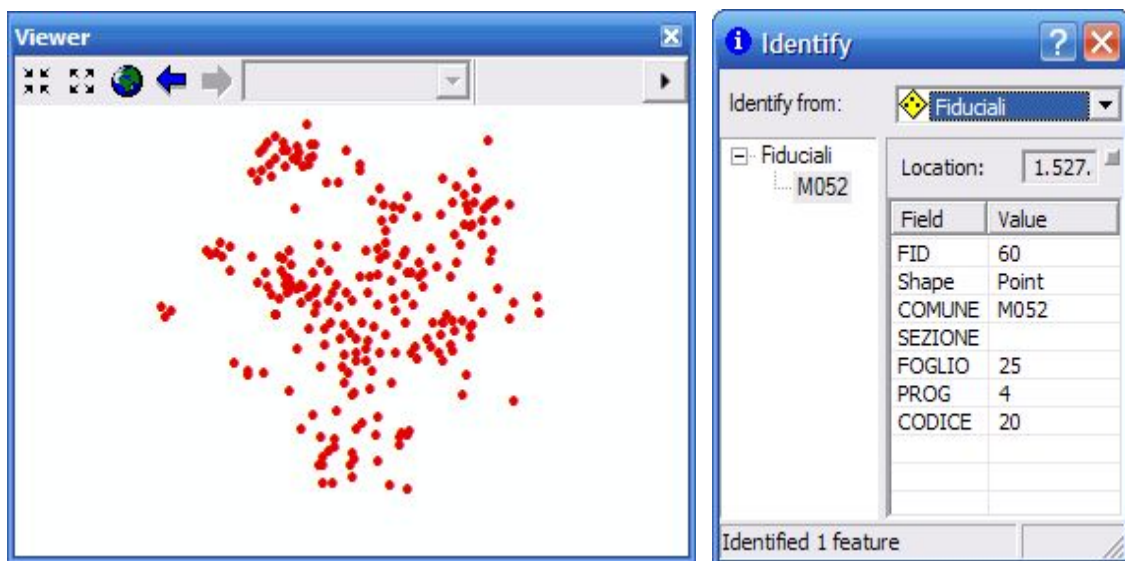 Viewer
Identify
Identify from:
Fiduciali
Fiduciali
M052
Location:
1.527.
Field Value
FID 60
Shape Point
COMUNE M052
SEZIONE
FOGLIO 25
PROG 4
CODICE 20
Identified 1 feature